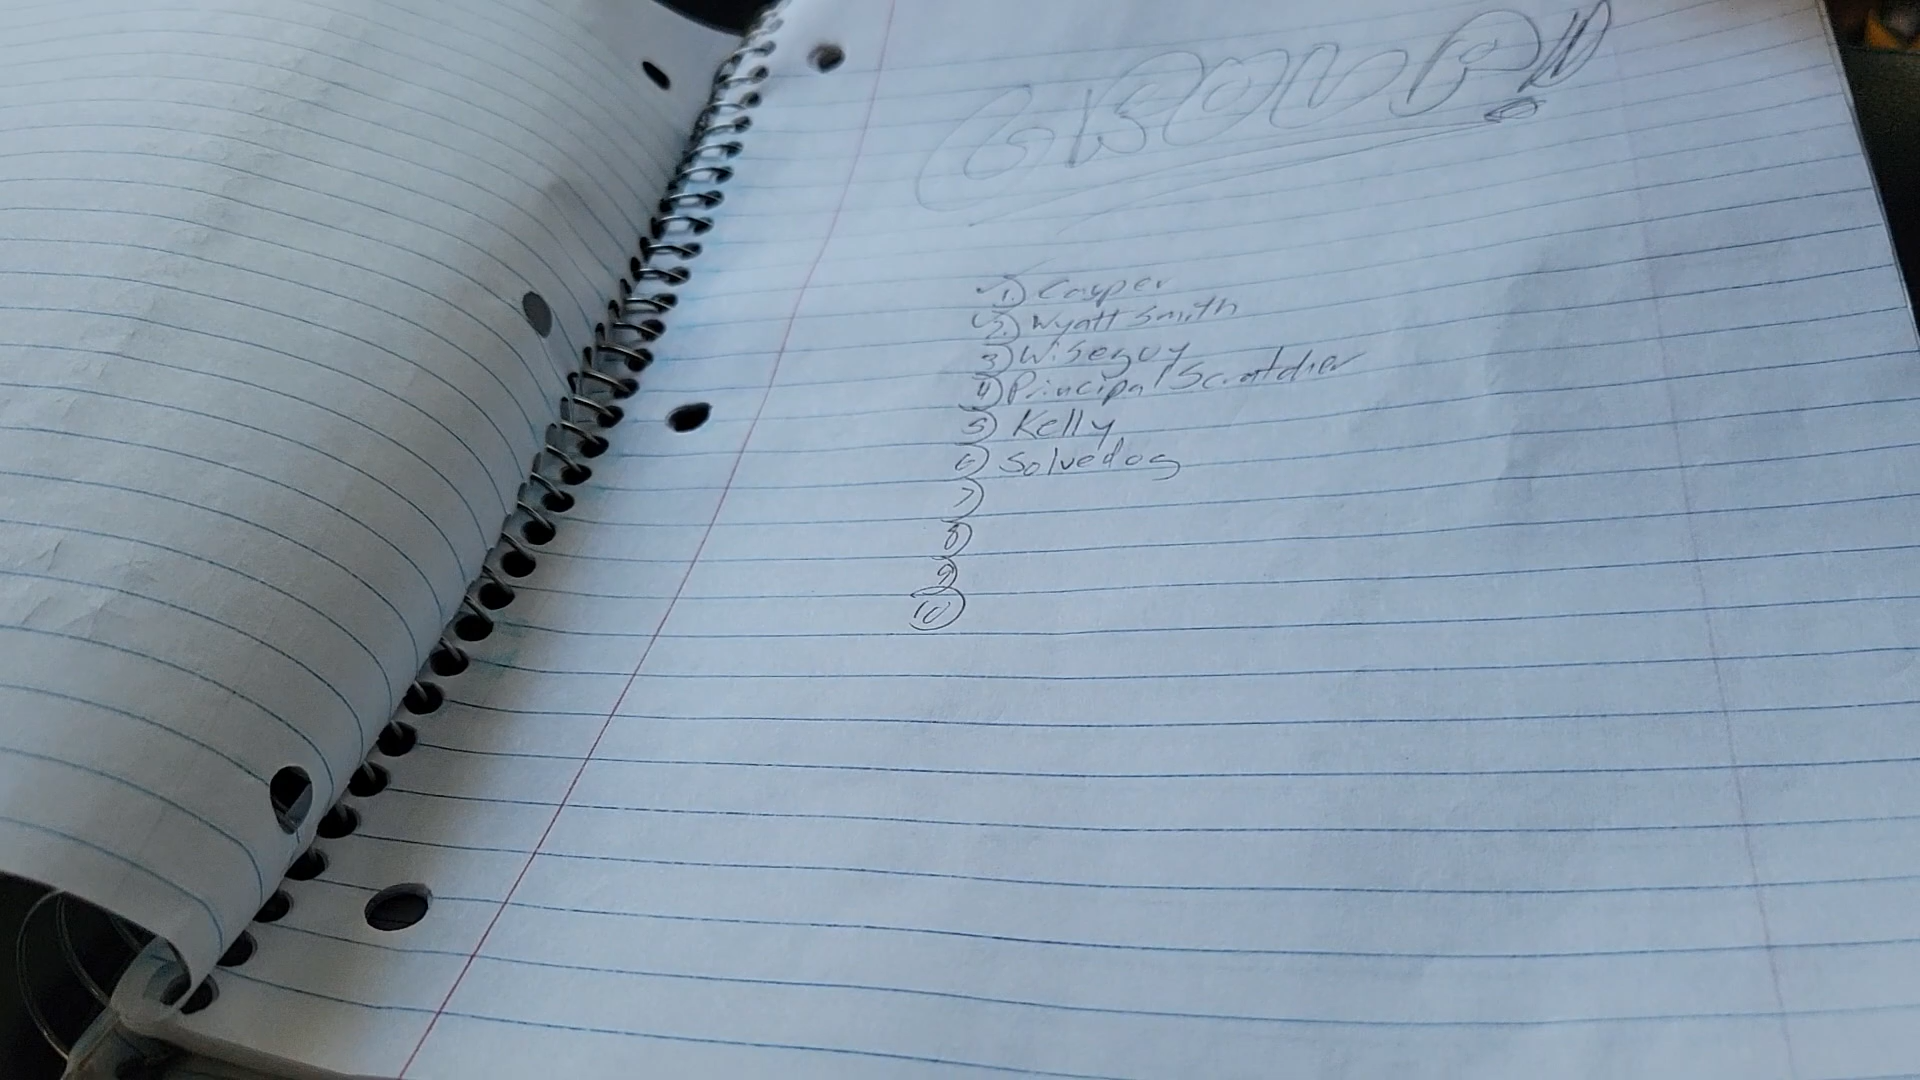 GROUP!!
1.) Casper
2.) Wyatt Smith
3) Wiseguy
4) Principal Scratcher
5) Kelly
6) Solvedog
7)
8)
9)
10)